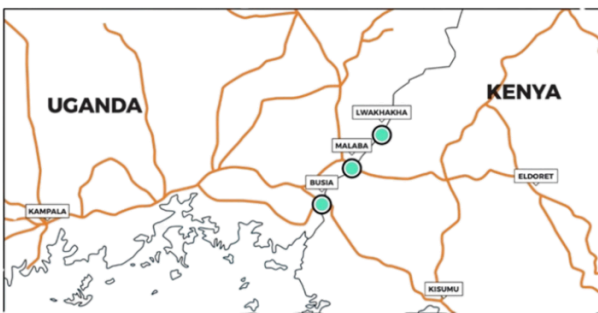 UGANDA
KENYA
LWAKHAKHA
MALABA
BUSIA
ELDORET
KAMPALA
KISUMU